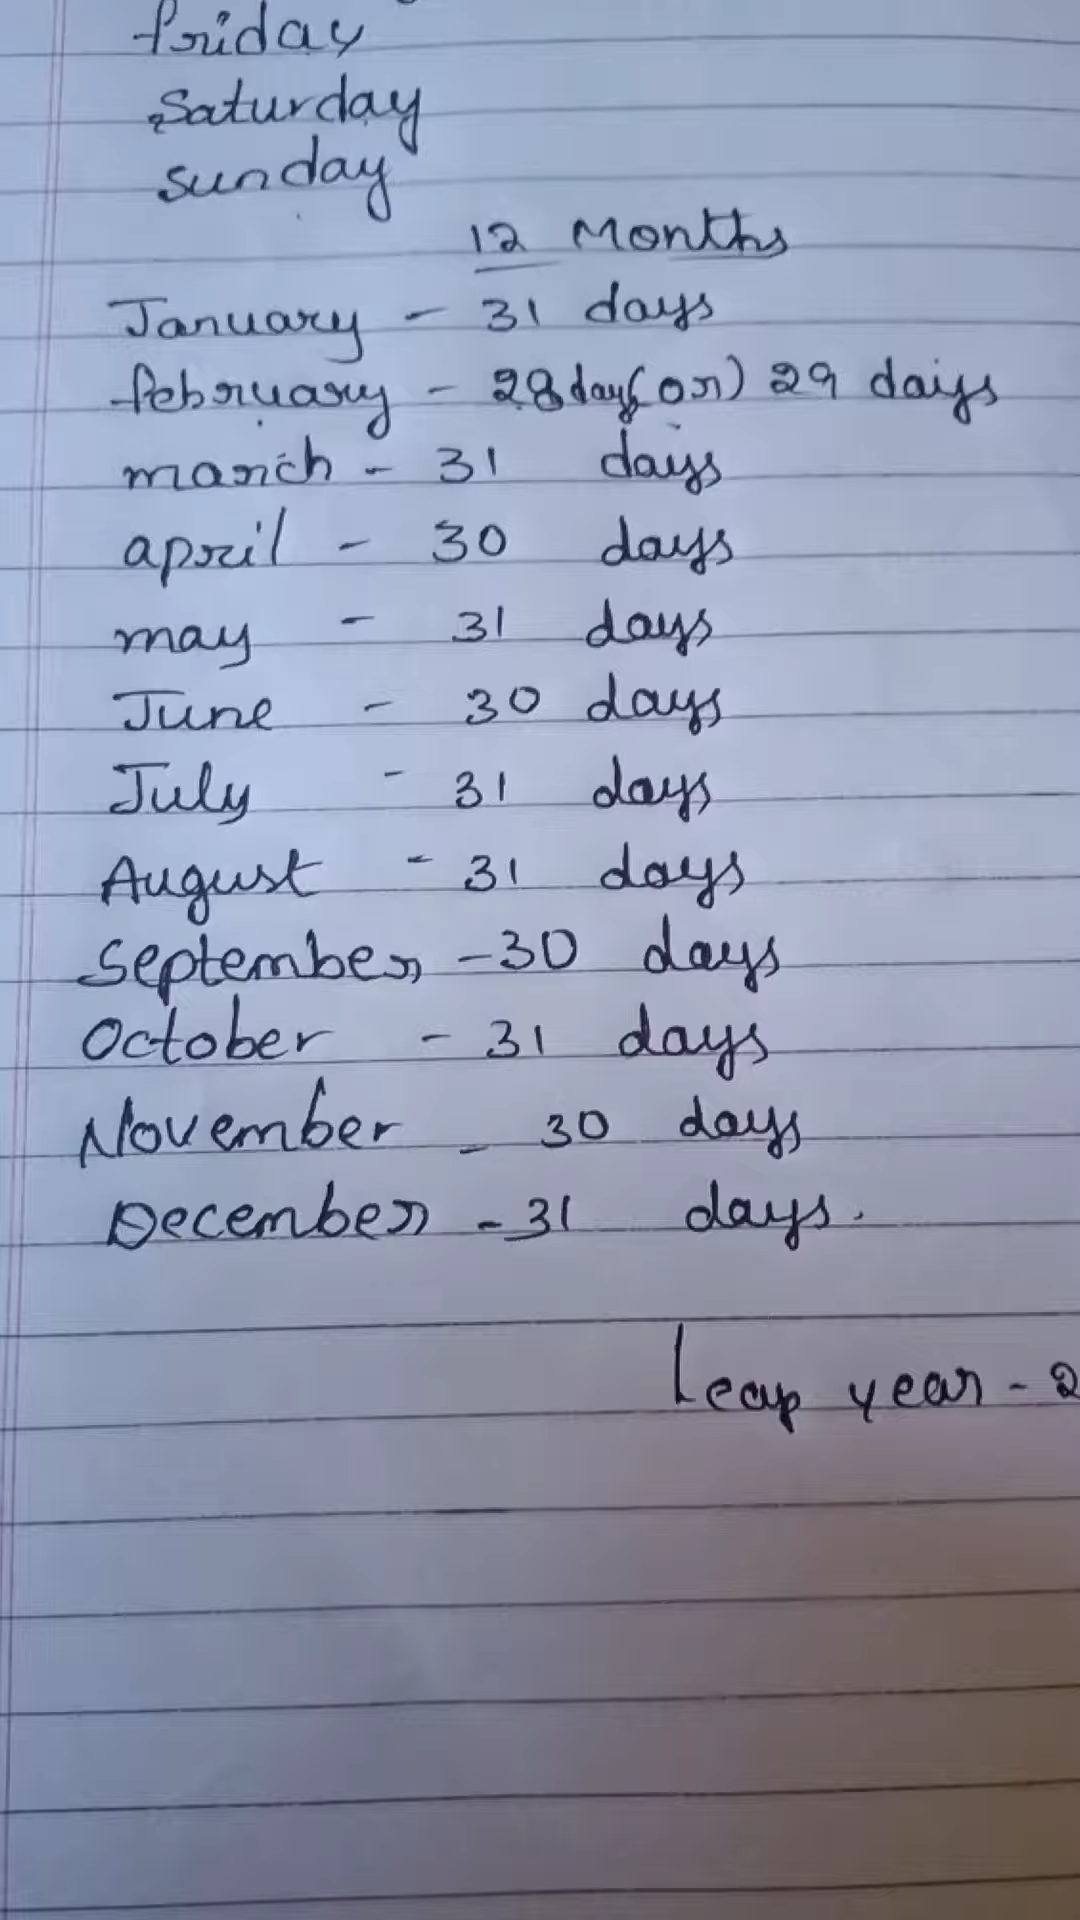 friday
Saturday
sunday
12 Months
January - 31 days
february - 28 days (or) 29 days
march - 31 days
april - 30 days
may - 31 days
June - 30 days
July - 31 days
August - 31 days
September - 30 days
October - 31 days
November - 30 days
December - 31 days.
Leap year - 2